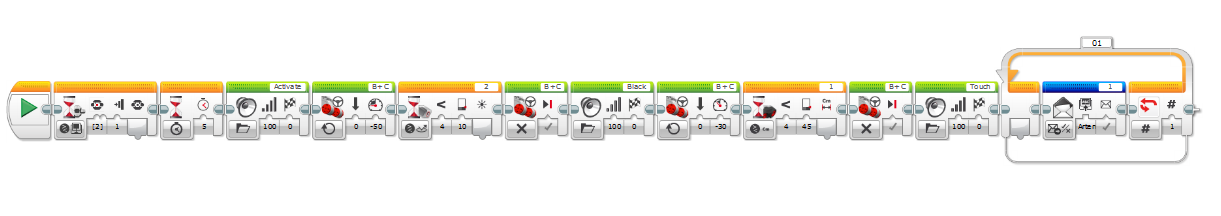 01
Activate
B+C
2
B+C
Black
B+C
1
B+C
Touch
1
<
<
#
[2] 1
5
100 0
0 -50
4 10
100 0
0 -30
4 45
100 0
Arten
# 1